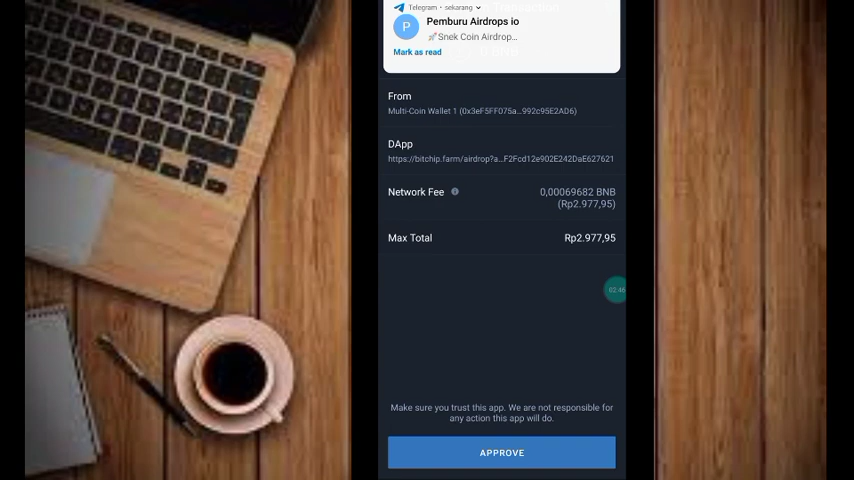 Telegram • sekarang
P
Pemburu Airdrops io
🚀Snek Coin Airdrop...
Mark as read
From
Multi-Coin Wallet 1 (0x3eF5FF075a...992c95E2AD6)
DApp
https://bitchip.farm/airdrop?a...F2Fcd12e902E242DaE627621
Network Fee
0,00069682 BNB
(Rp2.977,95)
Max Total
Rp2.977,95
02:46
Make sure you trust this app. We are not responsible for
any action this app will do.
APPROVE